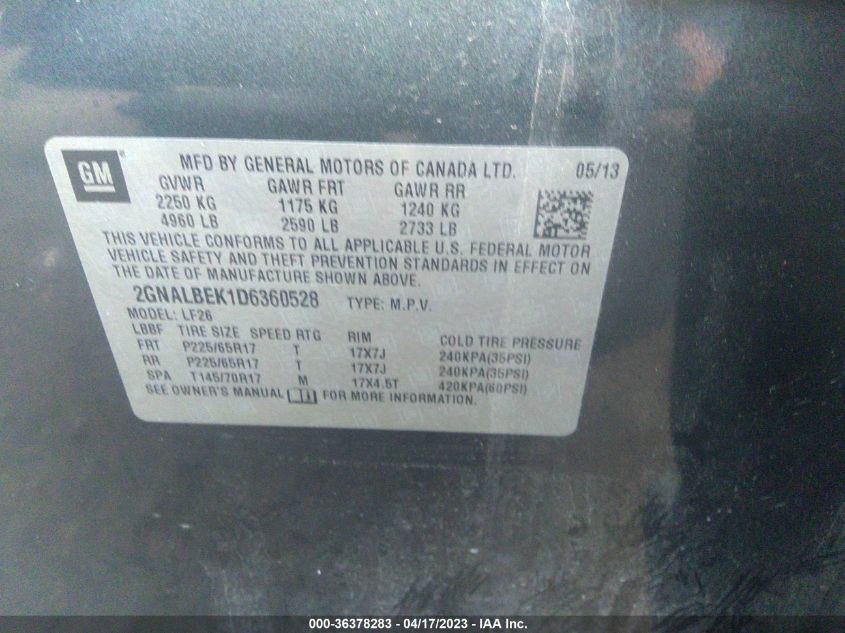 GM® MFD BY GENERAL MOTORS OF CANADA LTD. 05/13
GVWR GAWR FRT GAWR RR
2250 KG 1175 KG 1240 KG
4960 LB 2590 LB 2733 LB
THIS VEHICLE CONFORMS TO ALL APPLICABLE U.S. FEDERAL MOTOR
VEHICLE SAFETY AND THEFT PREVENTION STANDARDS IN EFFECT ON
THE DATE OF MANUFACTURE SHOWN ABOVE.
2GNALBEK1D6360528 TYPE: M.P.V.
MODEL: LF26
LBBF TIRE SIZE SPEED RTG RIM COLD TIRE PRESSURE
FRT P225/65R17 T 17X7J 240KPA(35PSI)
RR P225/65R17 T 17X7J 240KPA(35PSI)
SPA T145/70R17 M 17X4.5T 420KPA(60PSI)
SEE OWNER'S MANUAL FOR MORE INFORMATION.
000-36378283 - 04/17/2023 - IAA Inc.